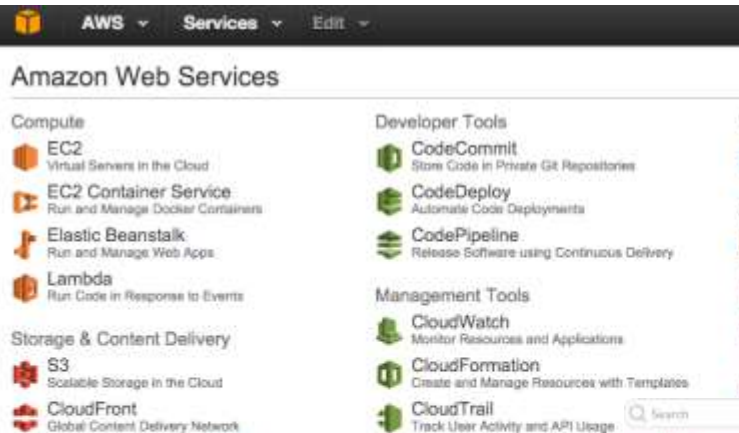 AWS Services Edit
Amazon Web Services
Compute
EC2
Virtual Servers in the Cloud
EC2 Container Service
Run and Manage Docker Containers
Elastic Beanstalk
Run and Manage Web Apps
Lambda
Run Code in Response to Events
Storage & Content Delivery
S3
Scalable Storage in the Cloud
CloudFront
Global Content Delivery Network
Developer Tools
CodeCommit
Store Code in Private Git Repositories
CodeDeploy
Automate Code Deployments
CodePipeline
Release Software using Continuous Delivery
Management Tools
CloudWatch
Monitor Resources and Applications
CloudFormation
Create and Manage Resources with Templates
CloudTrail
Track User Activity and API Usage
Search